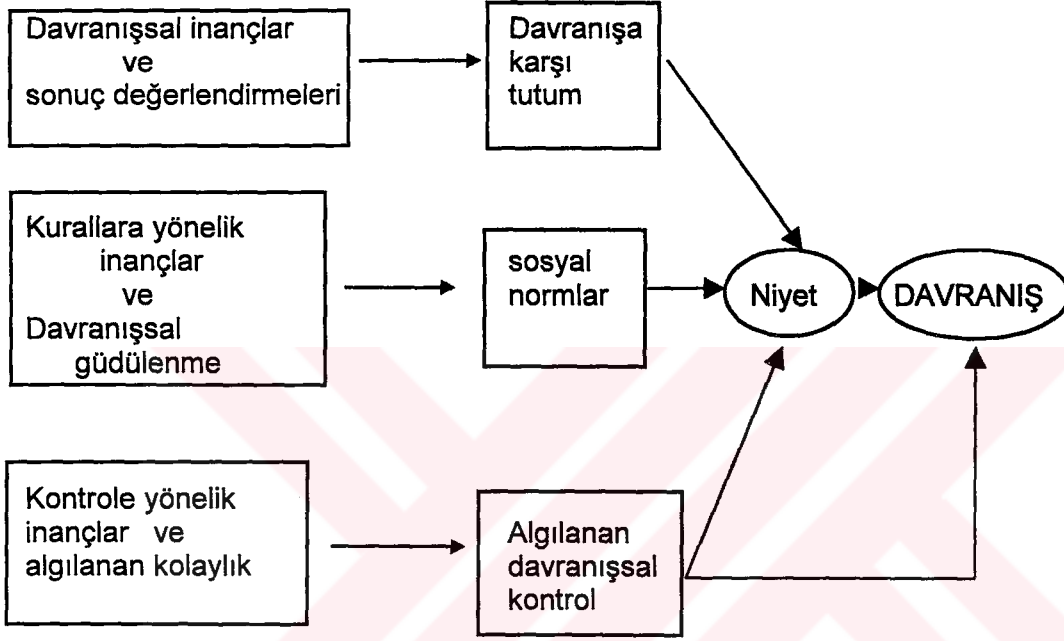 Davranışsal inançlar
ve
sonuç değerlendirmeleri
Davranışa
karşı
tutum
Kurallara yönelik
inançlar
ve
Davranışsal
güdülenme
sosyal
normlar
Niyet
DAVRANIŞ
Kontrole yönelik
inançlar ve
algılanan kolaylık
Algılanan
davranışsal
kontrol